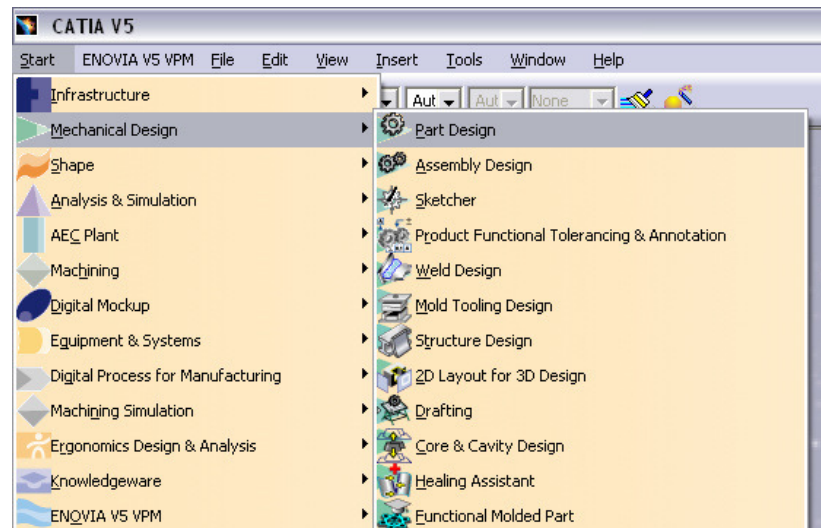 CATIA V5
Start ENOVIA V5 VPM File Edit View Insert Tools Window Help
Aut Aut None
Infrastructure
Mechanical Design
Shape
Analysis & Simulation
AEC Plant
Machining
Digital Mockup
Equipment & Systems
Digital Process for Manufacturing
Machining Simulation
Ergonomics Design & Analysis
Knowledgeware
ENOVIA V5 VPM
Part Design
Assembly Design
Sketcher
Product Functional Tolerancing & Annotation
Weld Design
Mold Tooling Design
Structure Design
2D Layout for 3D Design
Drafting
Core & Cavity Design
Healing Assistant
Functional Molded Part